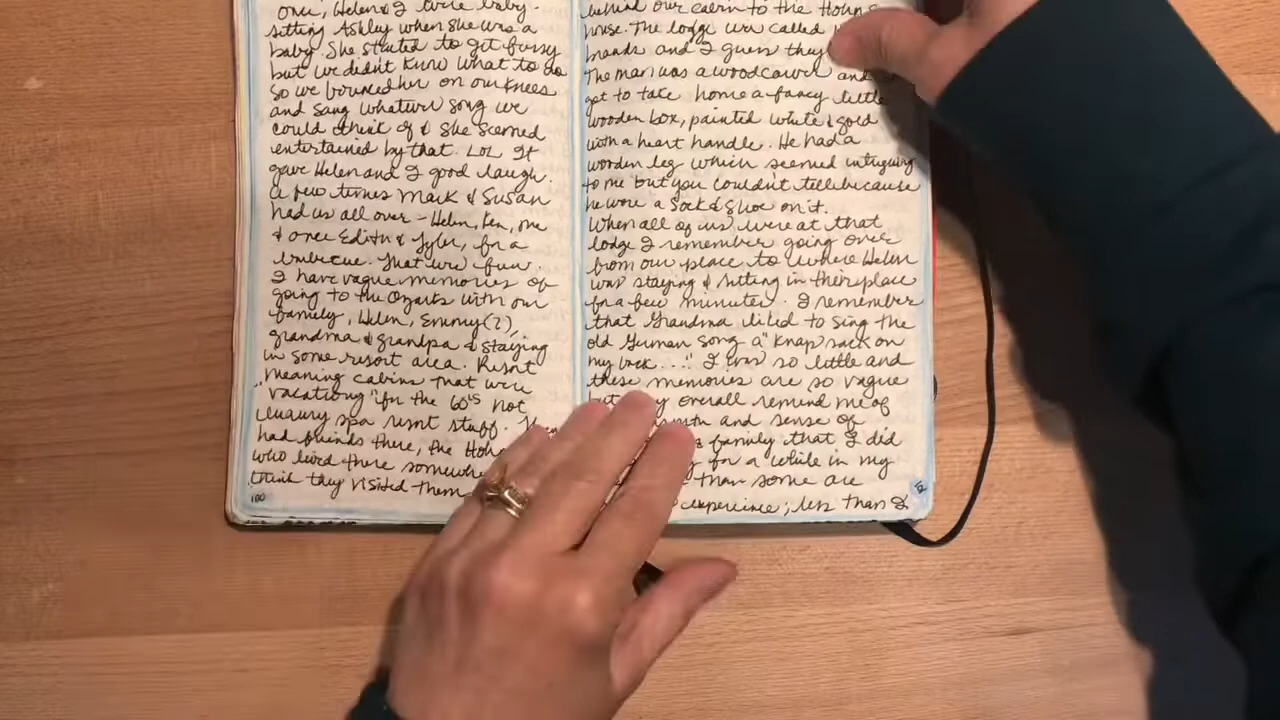 once, Helen & I were baby-
sitting Ashley when she was a
baby. She started to get fussy
but we didn't know what to do
so we bounced her on our knees
and sang whatever song we
could think of & she seemed
entertained by that. LOL It
gave Helen and I good laugh.
A few times Mark & Susan
had us all over - Helen, Ken, me
& once Edith & Tyler, for a
barbecue. That was fun.
I have vague memories of
going to the Ozarks with our
family, Helen, Emmy(?),
grandma & grandpa & staying
in some resort area. Resort
meaning cabins that were
"vacationy" in the 60's not
luxury spa resort stuff.
had friends there, the
who lived there
think they visited them
100
behind our cabin to the
house. The lodge was called
and I guess they
The man was a woodcarver and
got to take home a fancy little
wooden box, painted white & gold
with a heart handle. He had a
wooden leg which seemed intriguing
to me but you couldn't tell because
he wore a sock & shoe on it.
When all of us were at that
lodge I remember going over
from our place to where Helen
was staying & sitting in their place
for a few minutes. I remember
that Grandma liked to sing the
old German song a "knap sack on
my back...." I was so little and
these memories are so vague
overall remind me of
and sense of
family that I did
for a while in my
than some are
experience; less than I